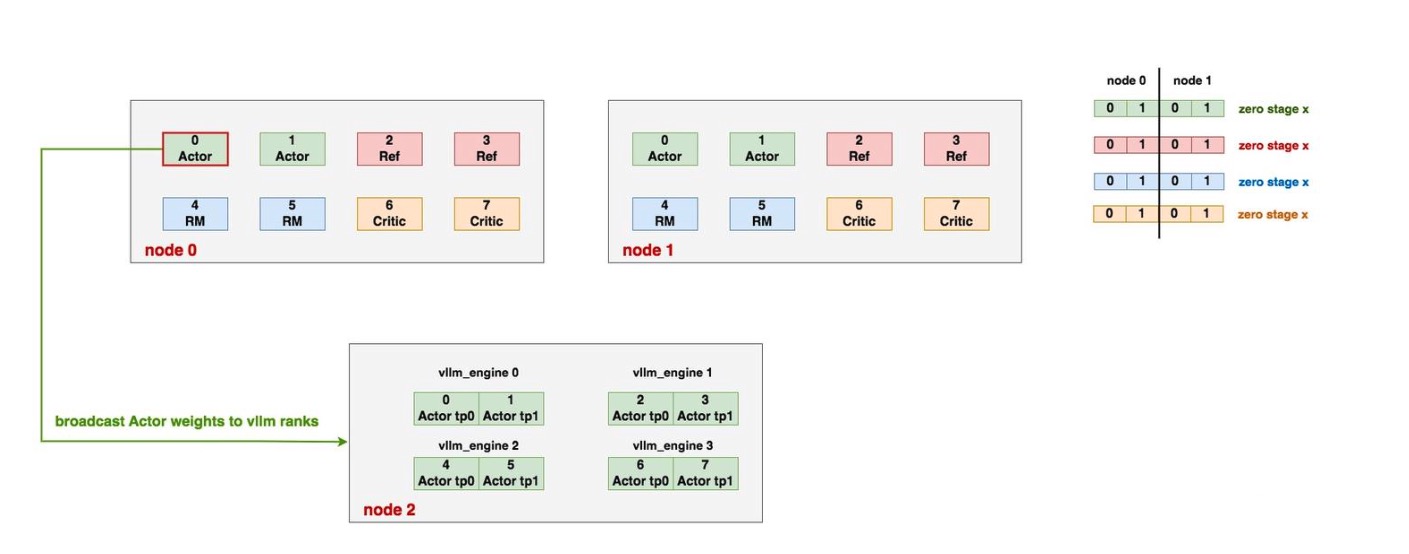 node 0 node 1
0 1 0 1 zero stage x
0 1 0 1 zero stage x
0 1 0 1 zero stage x
0 1 0 1 zero stage x
0
Actor
1
Actor
2
Ref
3
Ref
4
RM
5
RM
6
Critic
7
Critic
node 0
0
Actor
1
Actor
2
Ref
3
Ref
4
RM
5
RM
6
Critic
7
Critic
node 1
broadcast Actor weights to vllm ranks
vllm_engine 0
0
Actor tp0
1
Actor tp1
vllm_engine 1
2
Actor tp0
3
Actor tp1
vllm_engine 2
4
Actor tp0
5
Actor tp1
vllm_engine 3
6
Actor tp0
7
Actor tp1
node 2